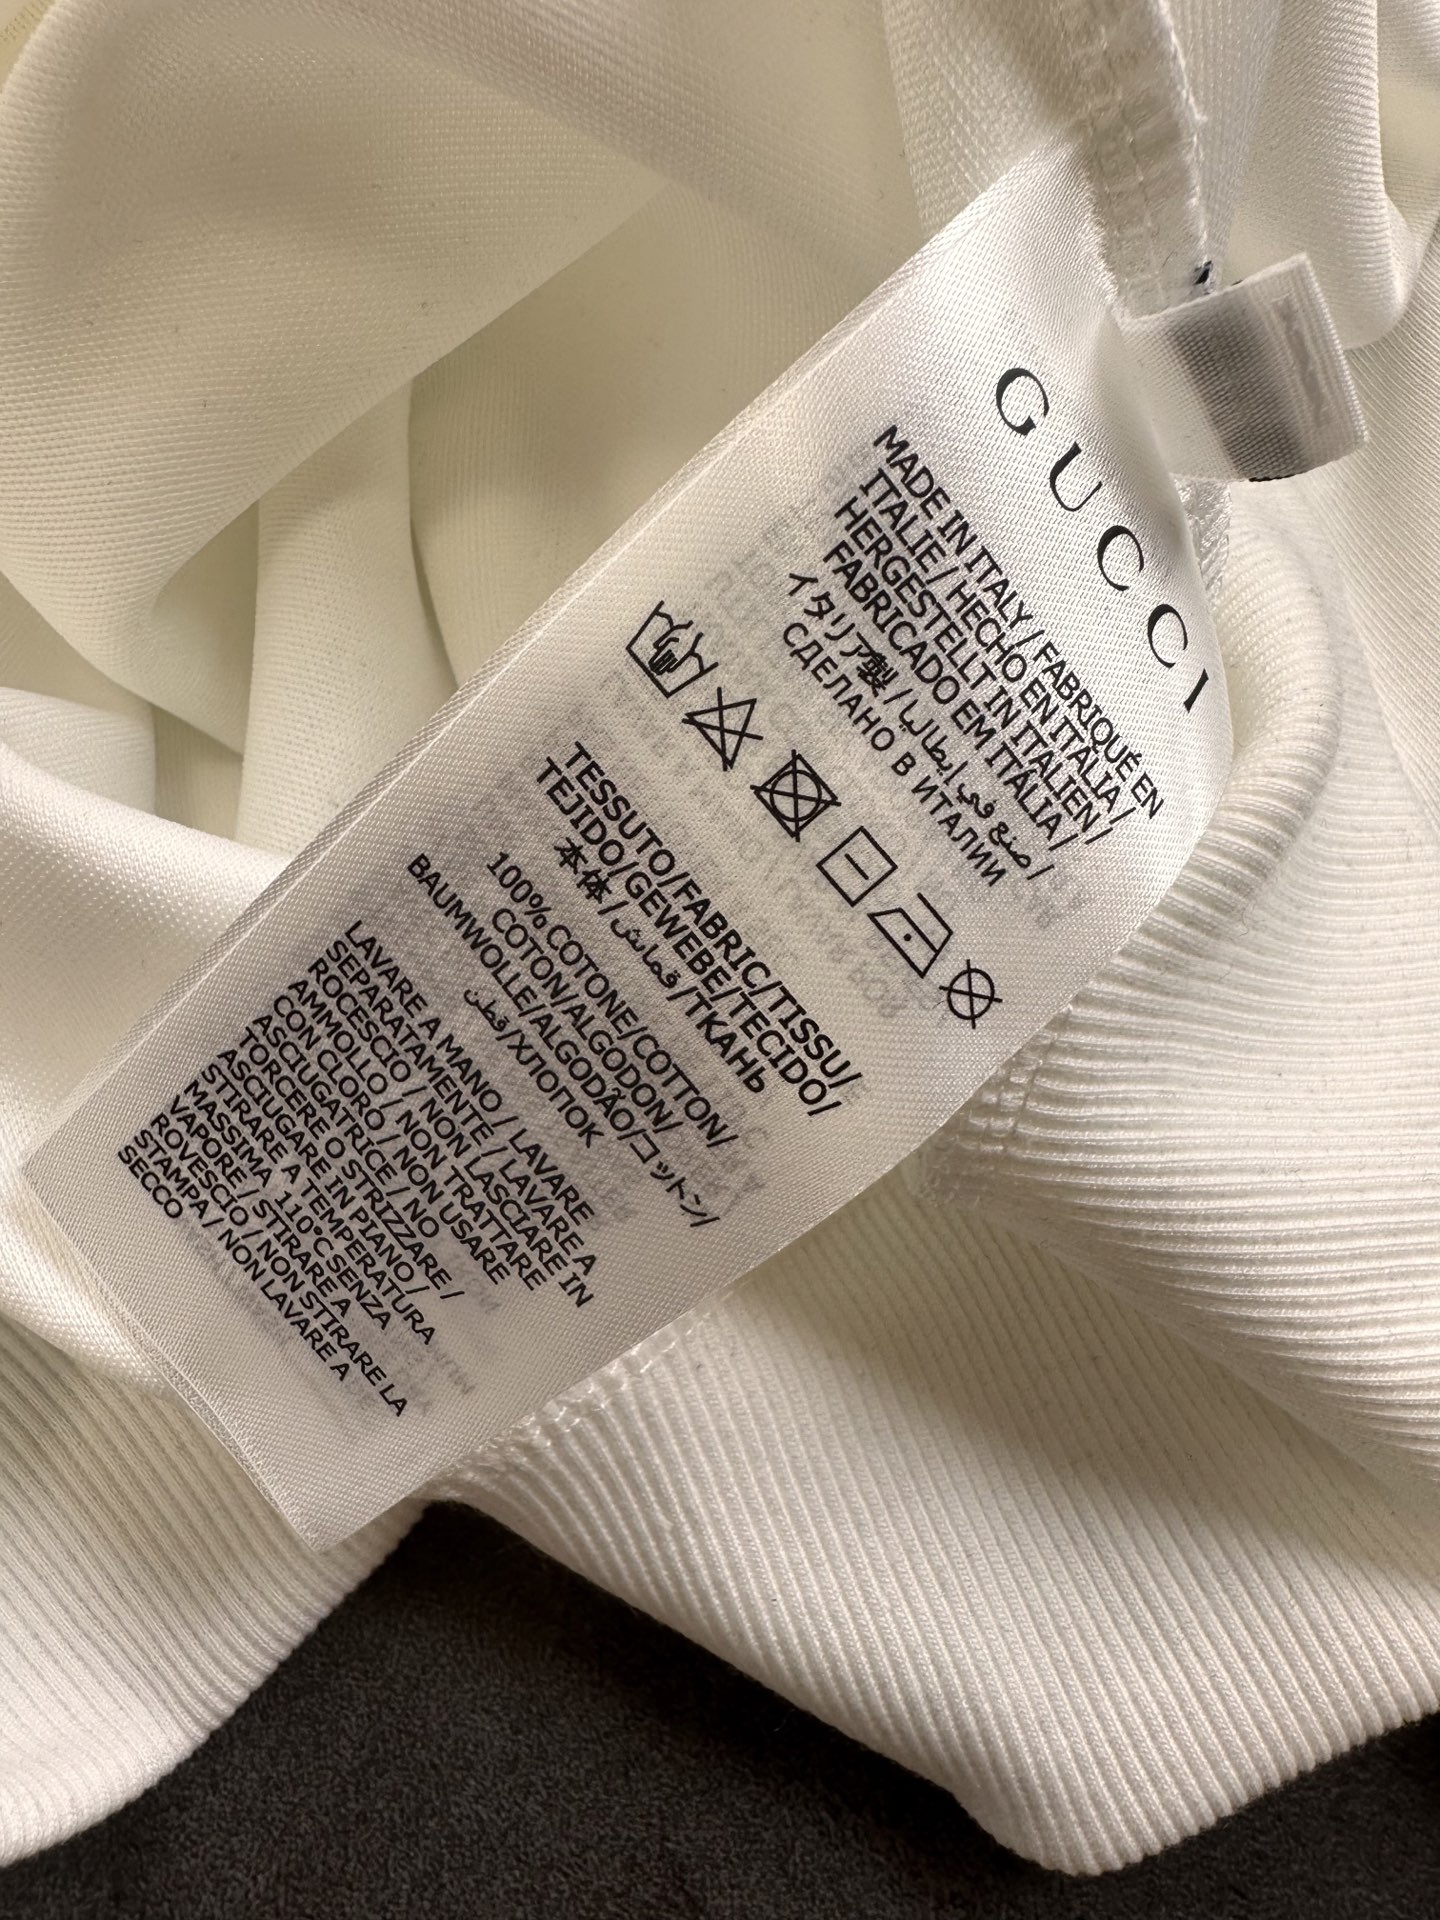 GUCCI
MADE IN ITALY / FABRIQUÉ EN
ITALIE / HECHO EN ITALIA /
HERGESTELLT IN ITALIEN /
FABRICADO EM ITÁLIA /
イタリア製 / صنع في إيطاليا /
СДЕЛАНО В ИТАЛИИ
TESSUTO/FABRIC/TISSU/
TEJIDO/GEWEBE/TECIDO/
本体/قماش/ТКАНЬ
100% COTONE/COTTON/
COTON/ALGODON/
BAUMWOLLE/ALGODÃO/コットン/
قطن/ХЛОПОК
LAVARE A MANO / LAVARE
SEPARATAMENTE / LAVARE A
ROVESCIO / NON LASCIARE IN
AMMOLLO / NON TRATTARE
CON CLORO / NON USARE
ASCIUGATRICE / NO
TORCERE O STRIZZARE /
ASCIUGARE IN PIANO /
STIRARE A TEMPERATURA
MASSIMA 110°C SENZA
VAPORE / STIRARE A
ROVESCIO / NON STIRARE LA
STAMPA / NON LAVARE A
SECCO